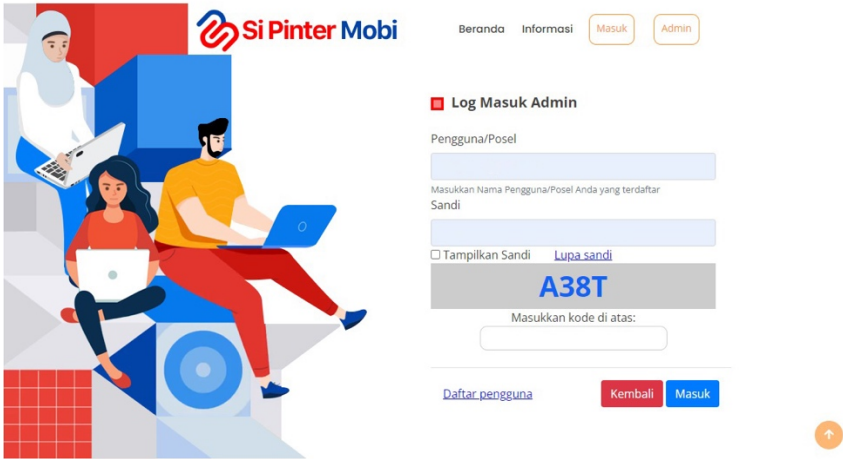 Si Pinter Mobi
Beranda Informasi Masuk Admin
Log Masuk Admin
Pengguna/Posel
Masukkan Nama Pengguna/Posel Anda yang terdaftar
Sandi
Tampilkan Sandi Lupa sandi
A38T
Masukkan kode di atas:
Daftar pengguna Kembali Masuk